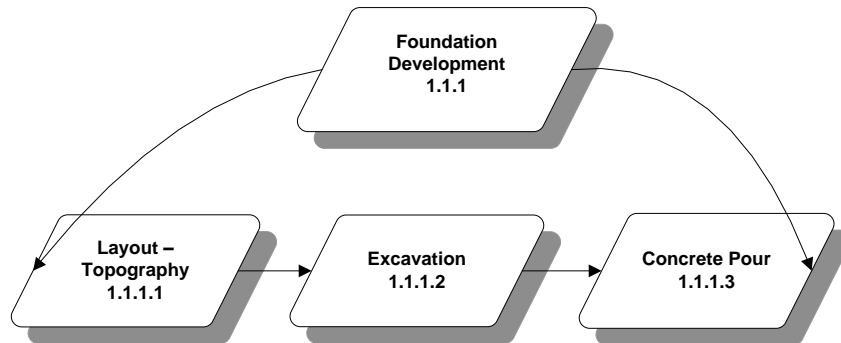 Foundation
Development
1.1.1
Layout –
Topography
1.1.1.1
Excavation
1.1.1.2
Concrete Pour
1.1.1.3